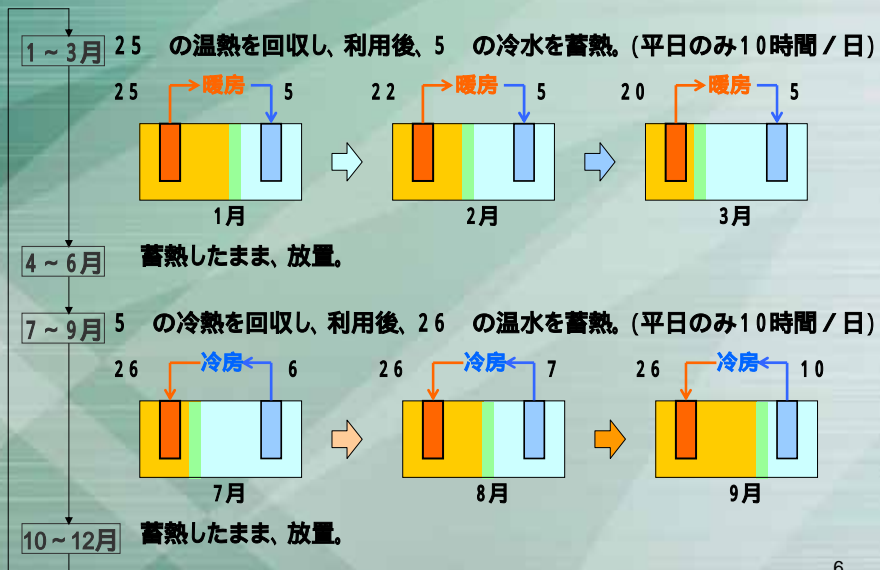 1~3月 25 の温熱を回収し、利用後、5 の冷水を蓄熱。(平日のみ10時間/日)
25 暖房 5 22 暖房 5 20 暖房 5
1月 2月 3月
4~6月 蓄熱したまま、放置。
7~9月 5 の冷熱を回収し、利用後、26 の温水を蓄熱。(平日のみ10時間/日)
26 冷房 6 26 冷房 7 26 冷房 10
7月 8月 9月
10~12月 蓄熱したまま、放置。
6